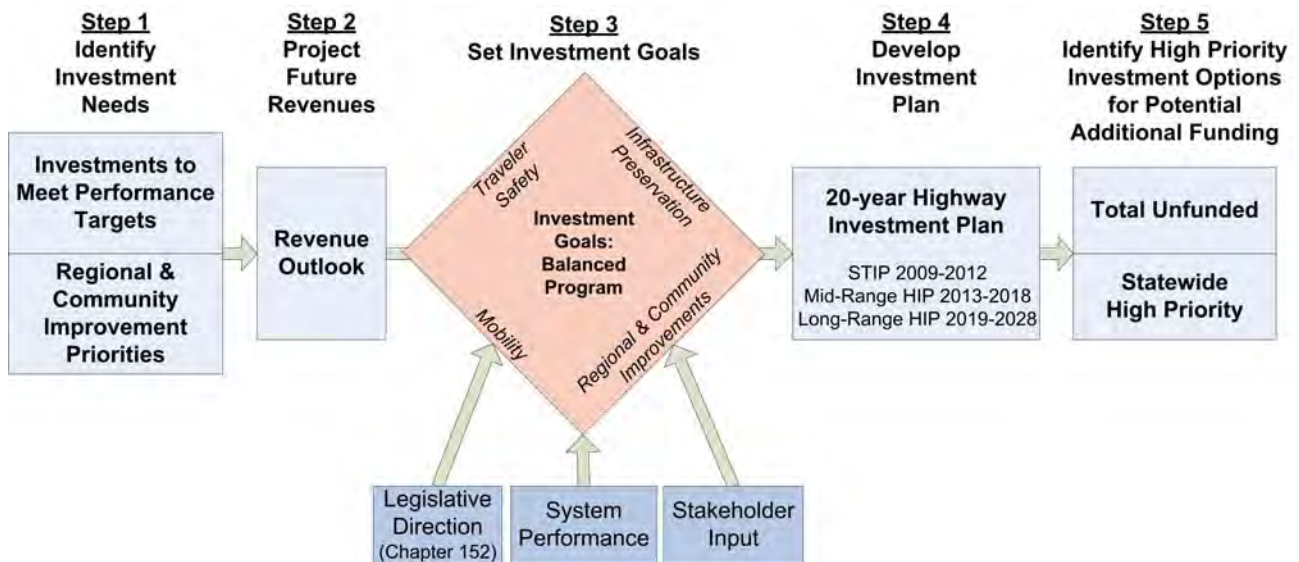 Step 1
Identify
Investment
Needs
Investments to
Meet Performance
Targets
Regional &
Community
Improvement
Priorities
Step 2
Project
Future
Revenues
Revenue
Outlook
Step 3
Set Investment Goals
Traveler
Safety
Infrastructure
Preservation
Investment
Goals:
Balanced
Program
Mobility
Regional & Community
Improvements
Legislative
Direction
(Chapter 152)
System
Performance
Stakeholder
Input
Step 4
Develop
Investment
Plan
20-year Highway
Investment Plan
STIP 2009-2012
Mid-Range HIP 2013-2018
Long-Range HIP 2019-2028
Step 5
Identify High Priority
Investment Options
for Potential
Additional Funding
Total Unfunded
Statewide
High Priority